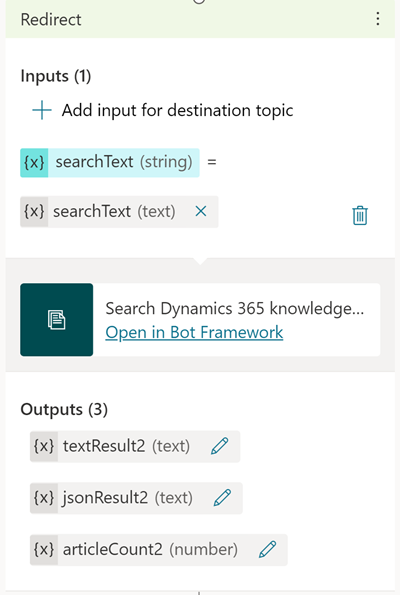 Redirect
Inputs (1)
Add input for destination topic
{x} searchText (string) =
{x} searchText (text)
Search Dynamics 365 knowledge...
Open in Bot Framework
Outputs (3)
{x} textResult2 (text)
{x} jsonResult2 (text)
{x} articleCount2 (number)